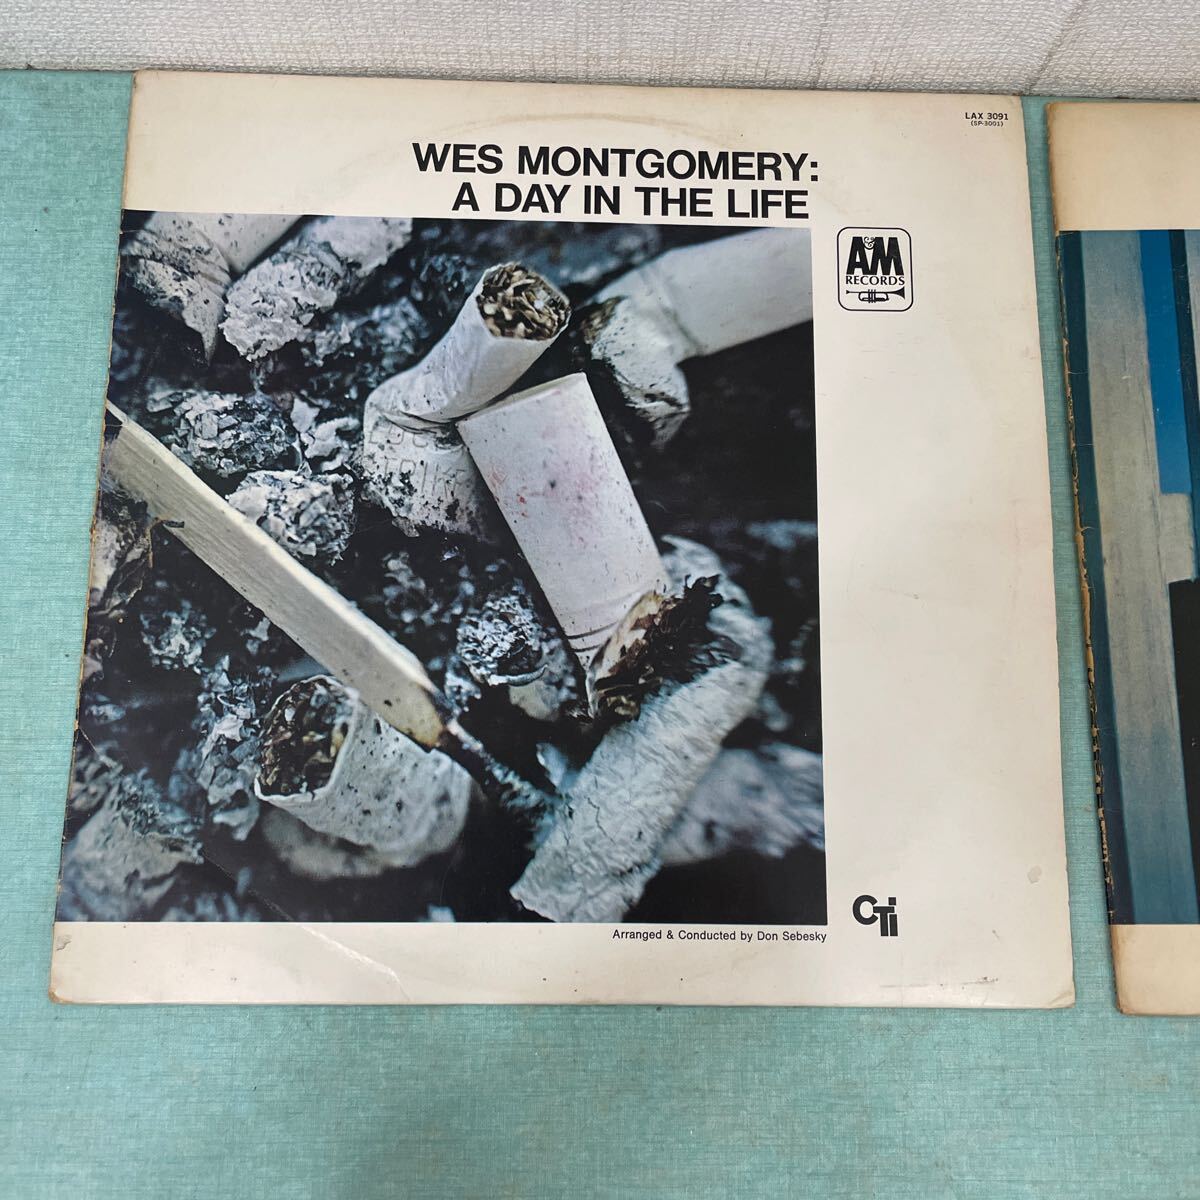 LAX 3091
(SP-3001)
WES MONTGOMERY:
A DAY IN THE LIFE
A&M
RECORDS
CTi
Arranged & Conducted by Don Sebesky